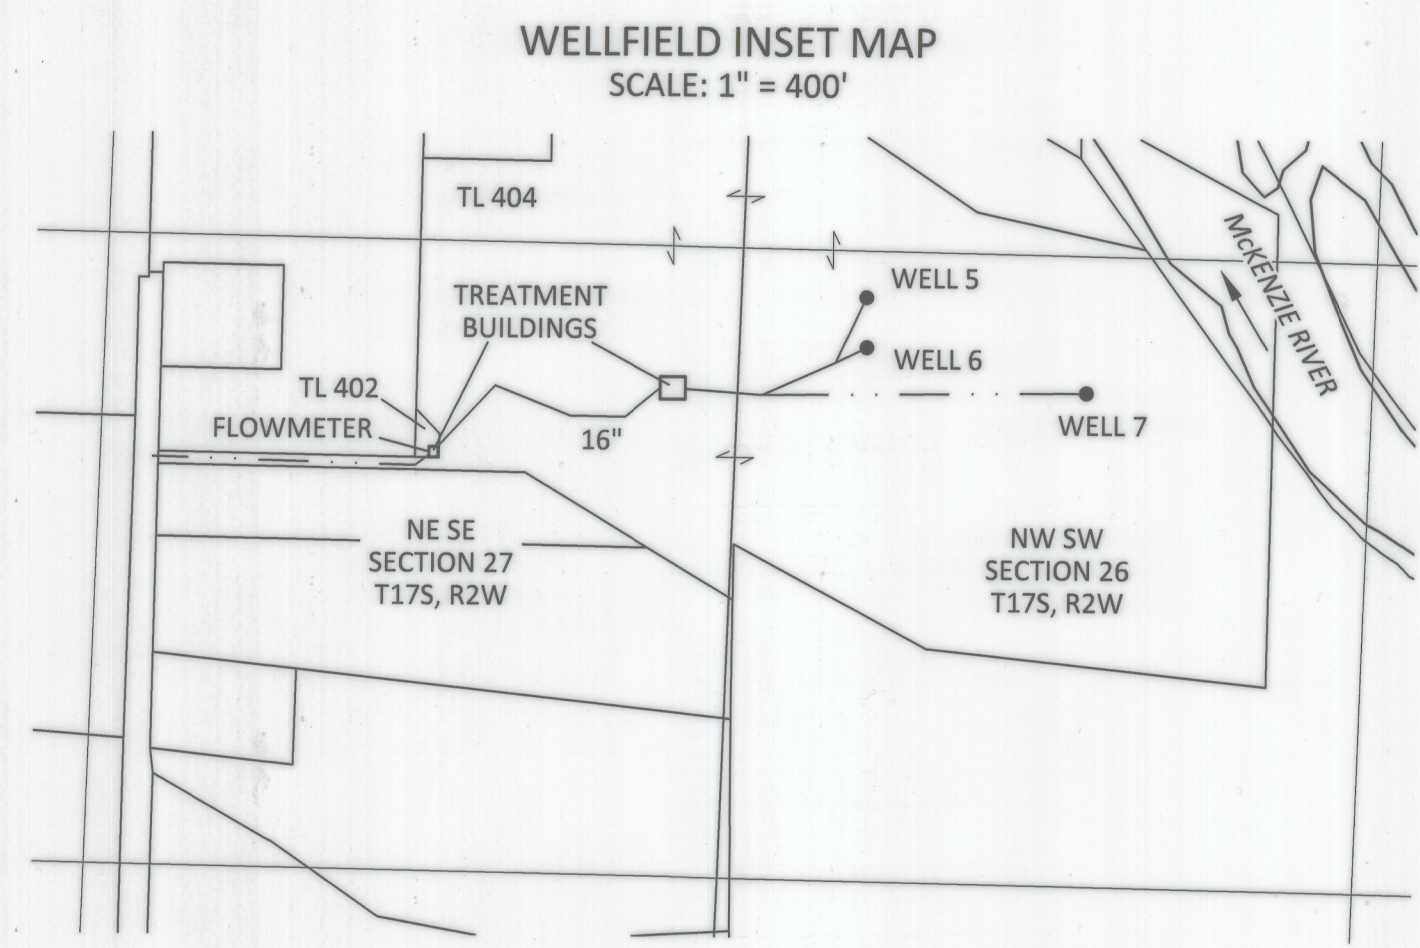 WELLFIELD INSET MAP
SCALE: 1" = 400'
TL 404
McKENZIE RIVER
WELL 5
TREATMENT
BUILDINGS
WELL 6
TL 402
FLOWMETER
WELL 7
16"
NE SE
SECTION 27
T17S, R2W
NW SW
SECTION 26
T17S, R2W